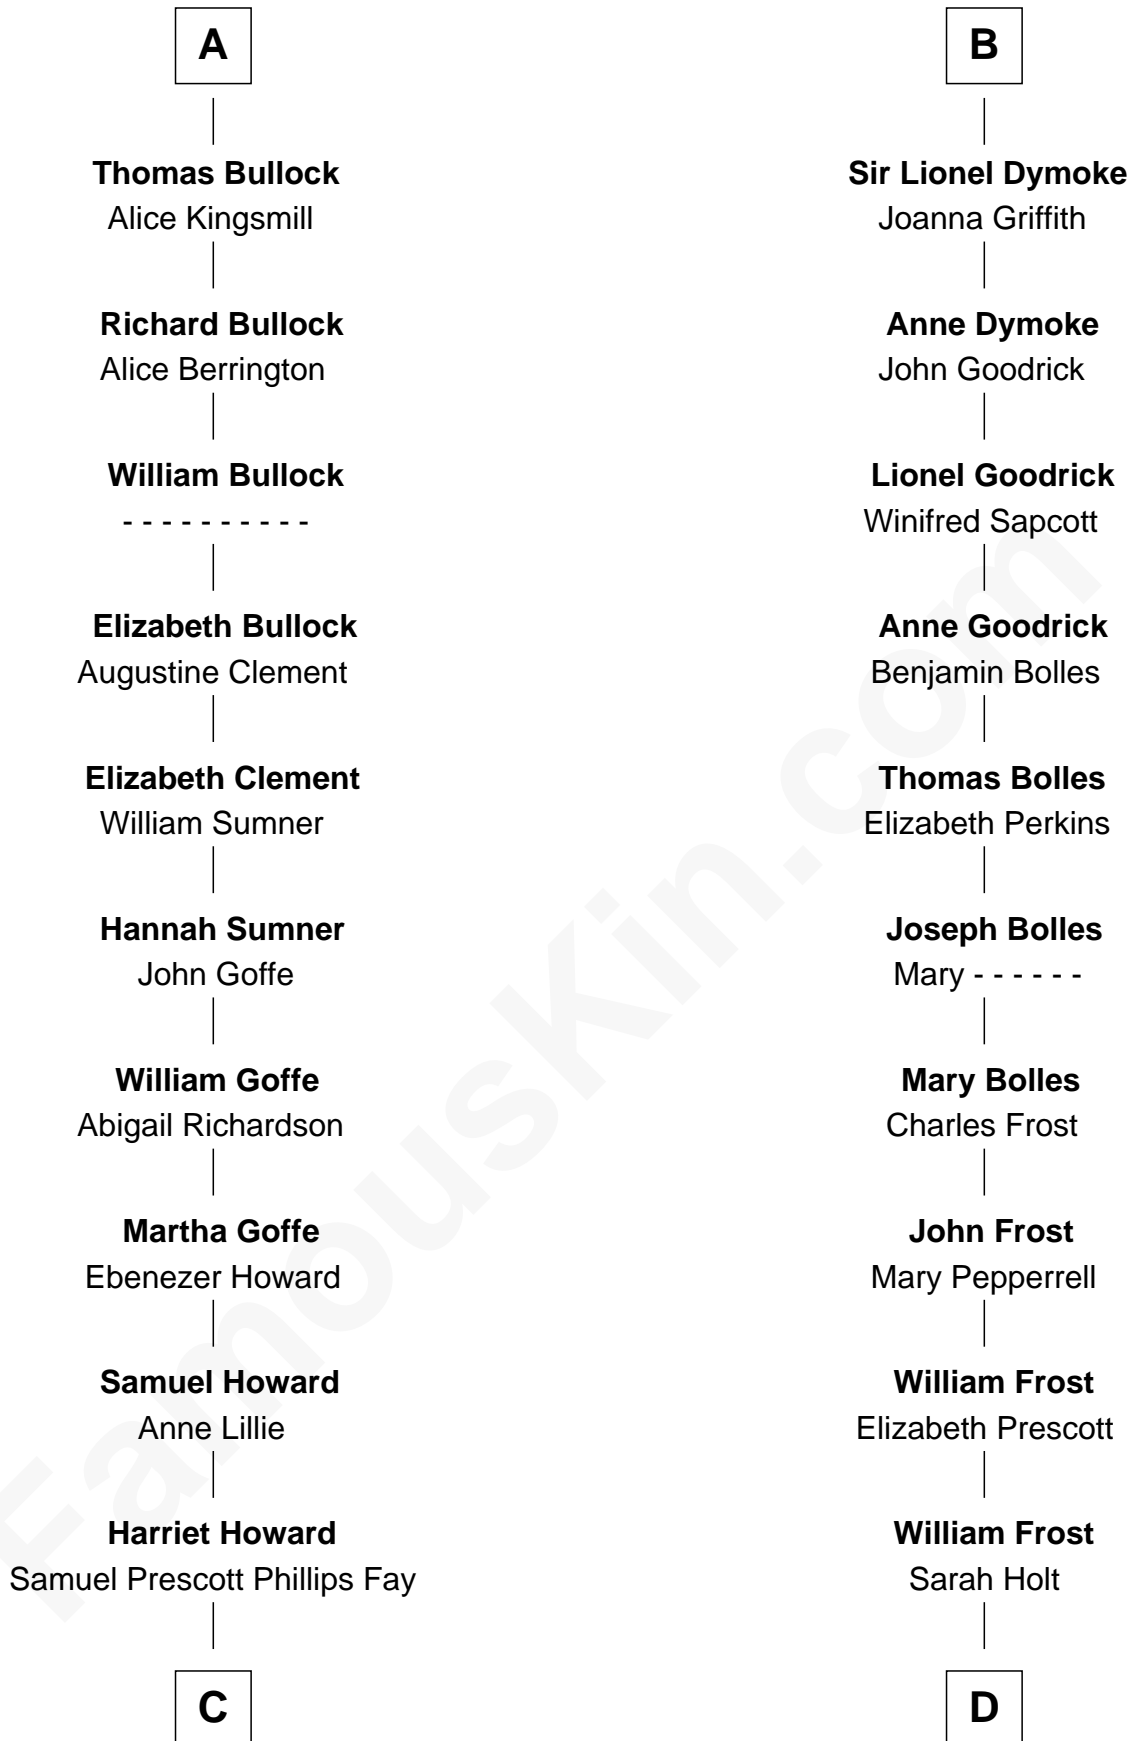 A
Thomas Bullock
Alice Kingsmill
Richard Bullock
Alice Berrington
William Bullock
- - - - - - - - - -
Elizabeth Bullock
Augustine Clement
Elizabeth Clement
William Sumner
Hannah Sumner
John Goffe
William Goffe
Abigail Richardson
Martha Goffe
Ebenezer Howard
Samuel Howard
Anne Lillie
Harriet Howard
Samuel Prescott Phillips Fay
C
B
Sir Lionel Dymoke
Joanna Griffith
Anne Dymoke
John Goodrick
Lionel Goodrick
Winifred Sapcott
Anne Goodrick
Benjamin Bolles
Thomas Bolles
Elizabeth Perkins
Joseph Bolles
Mary - - - - - -
Mary Bolles
Charles Frost
John Frost
Mary Pepperrell
William Frost
Elizabeth Prescott
William Frost
Sarah Holt
D
FamousKin.com